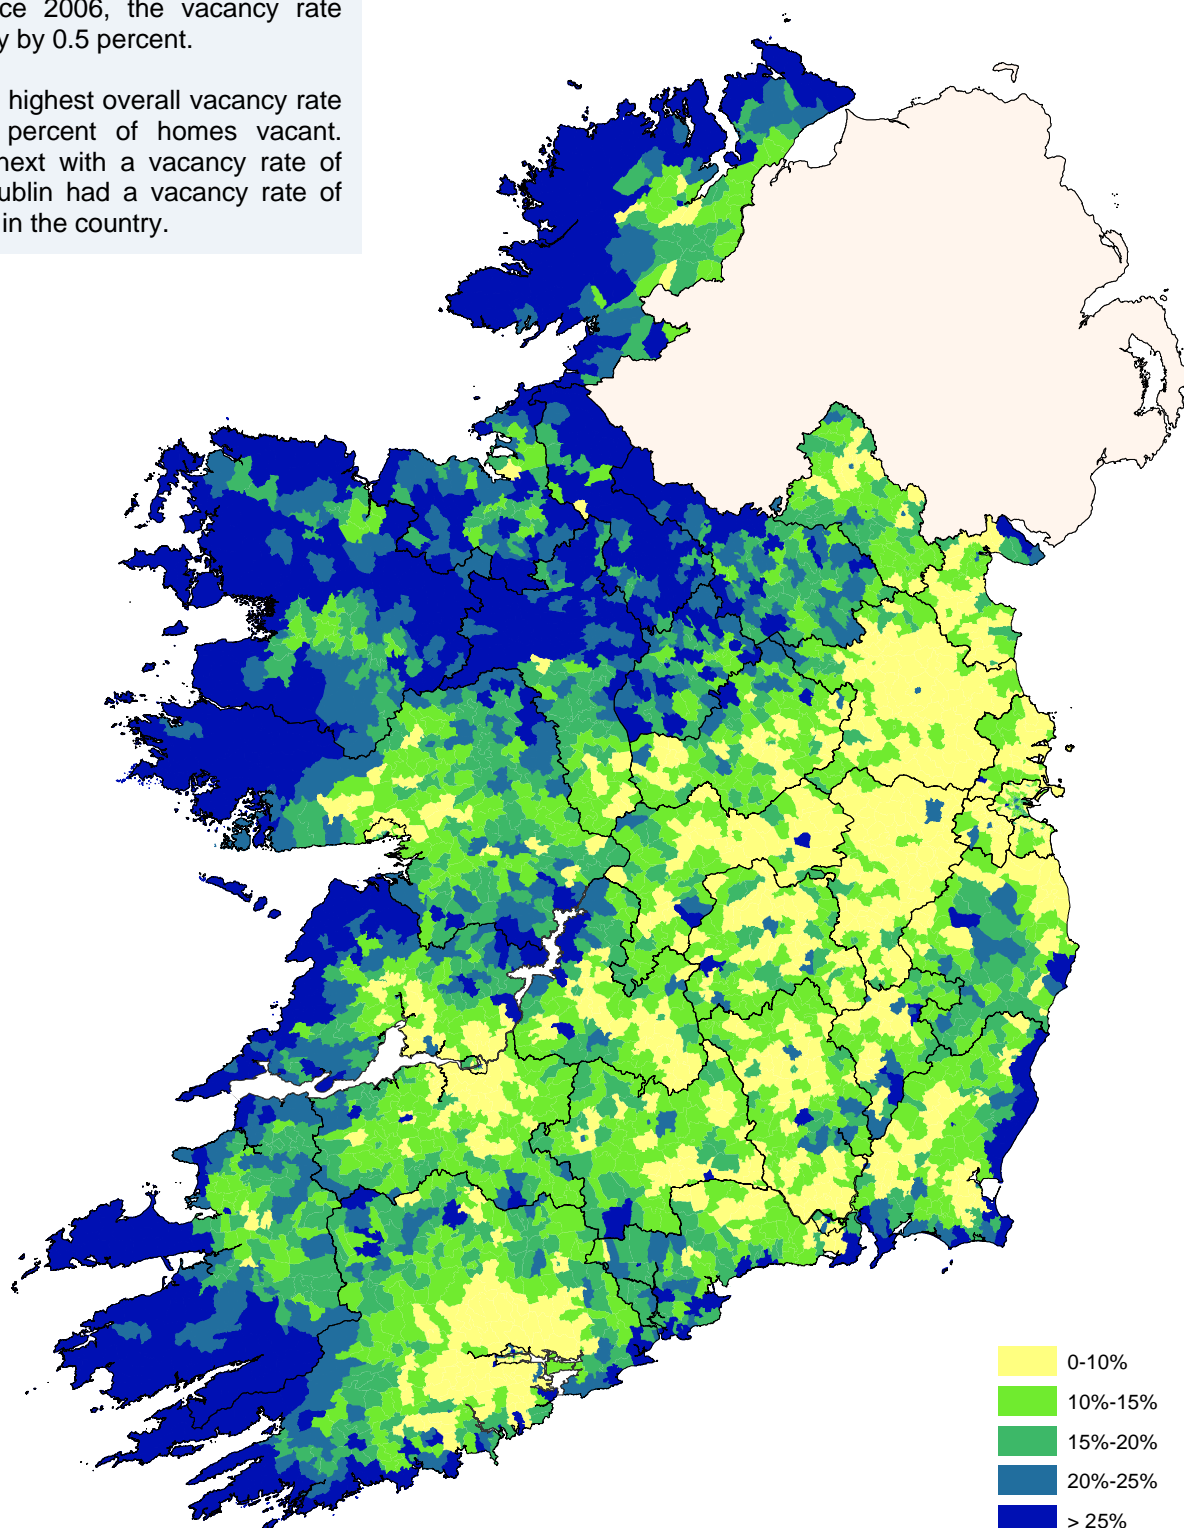 ce 2006, the vacancy rate
y by 0.5 percent.
highest overall vacancy rate
percent of homes vacant.
next with a vacancy rate of
ublin had a vacancy rate of
in the country.
0-10%
10%-15%
15%-20%
20%-25%
> 25%